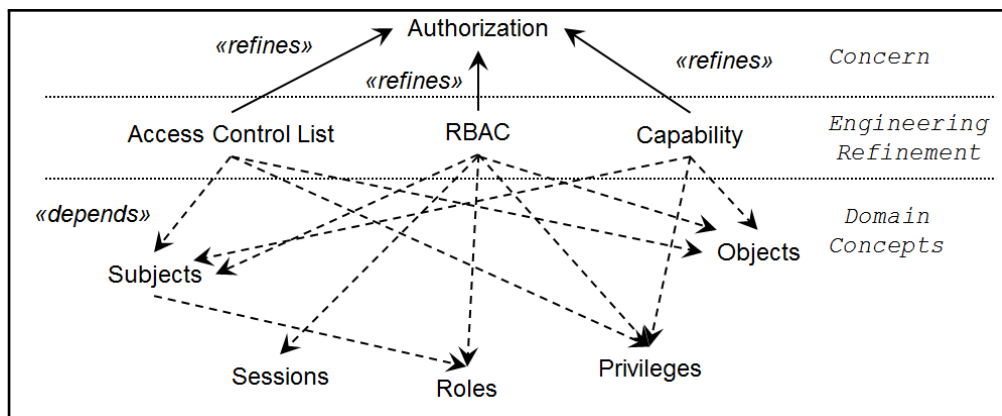 Authorization
«refines»
«refines»
«refines»
Concern
Access Control List
RBAC
Capability
Engineering
Refinement
«depends»
Domain
Concepts
Subjects
Objects
Sessions
Roles
Privileges